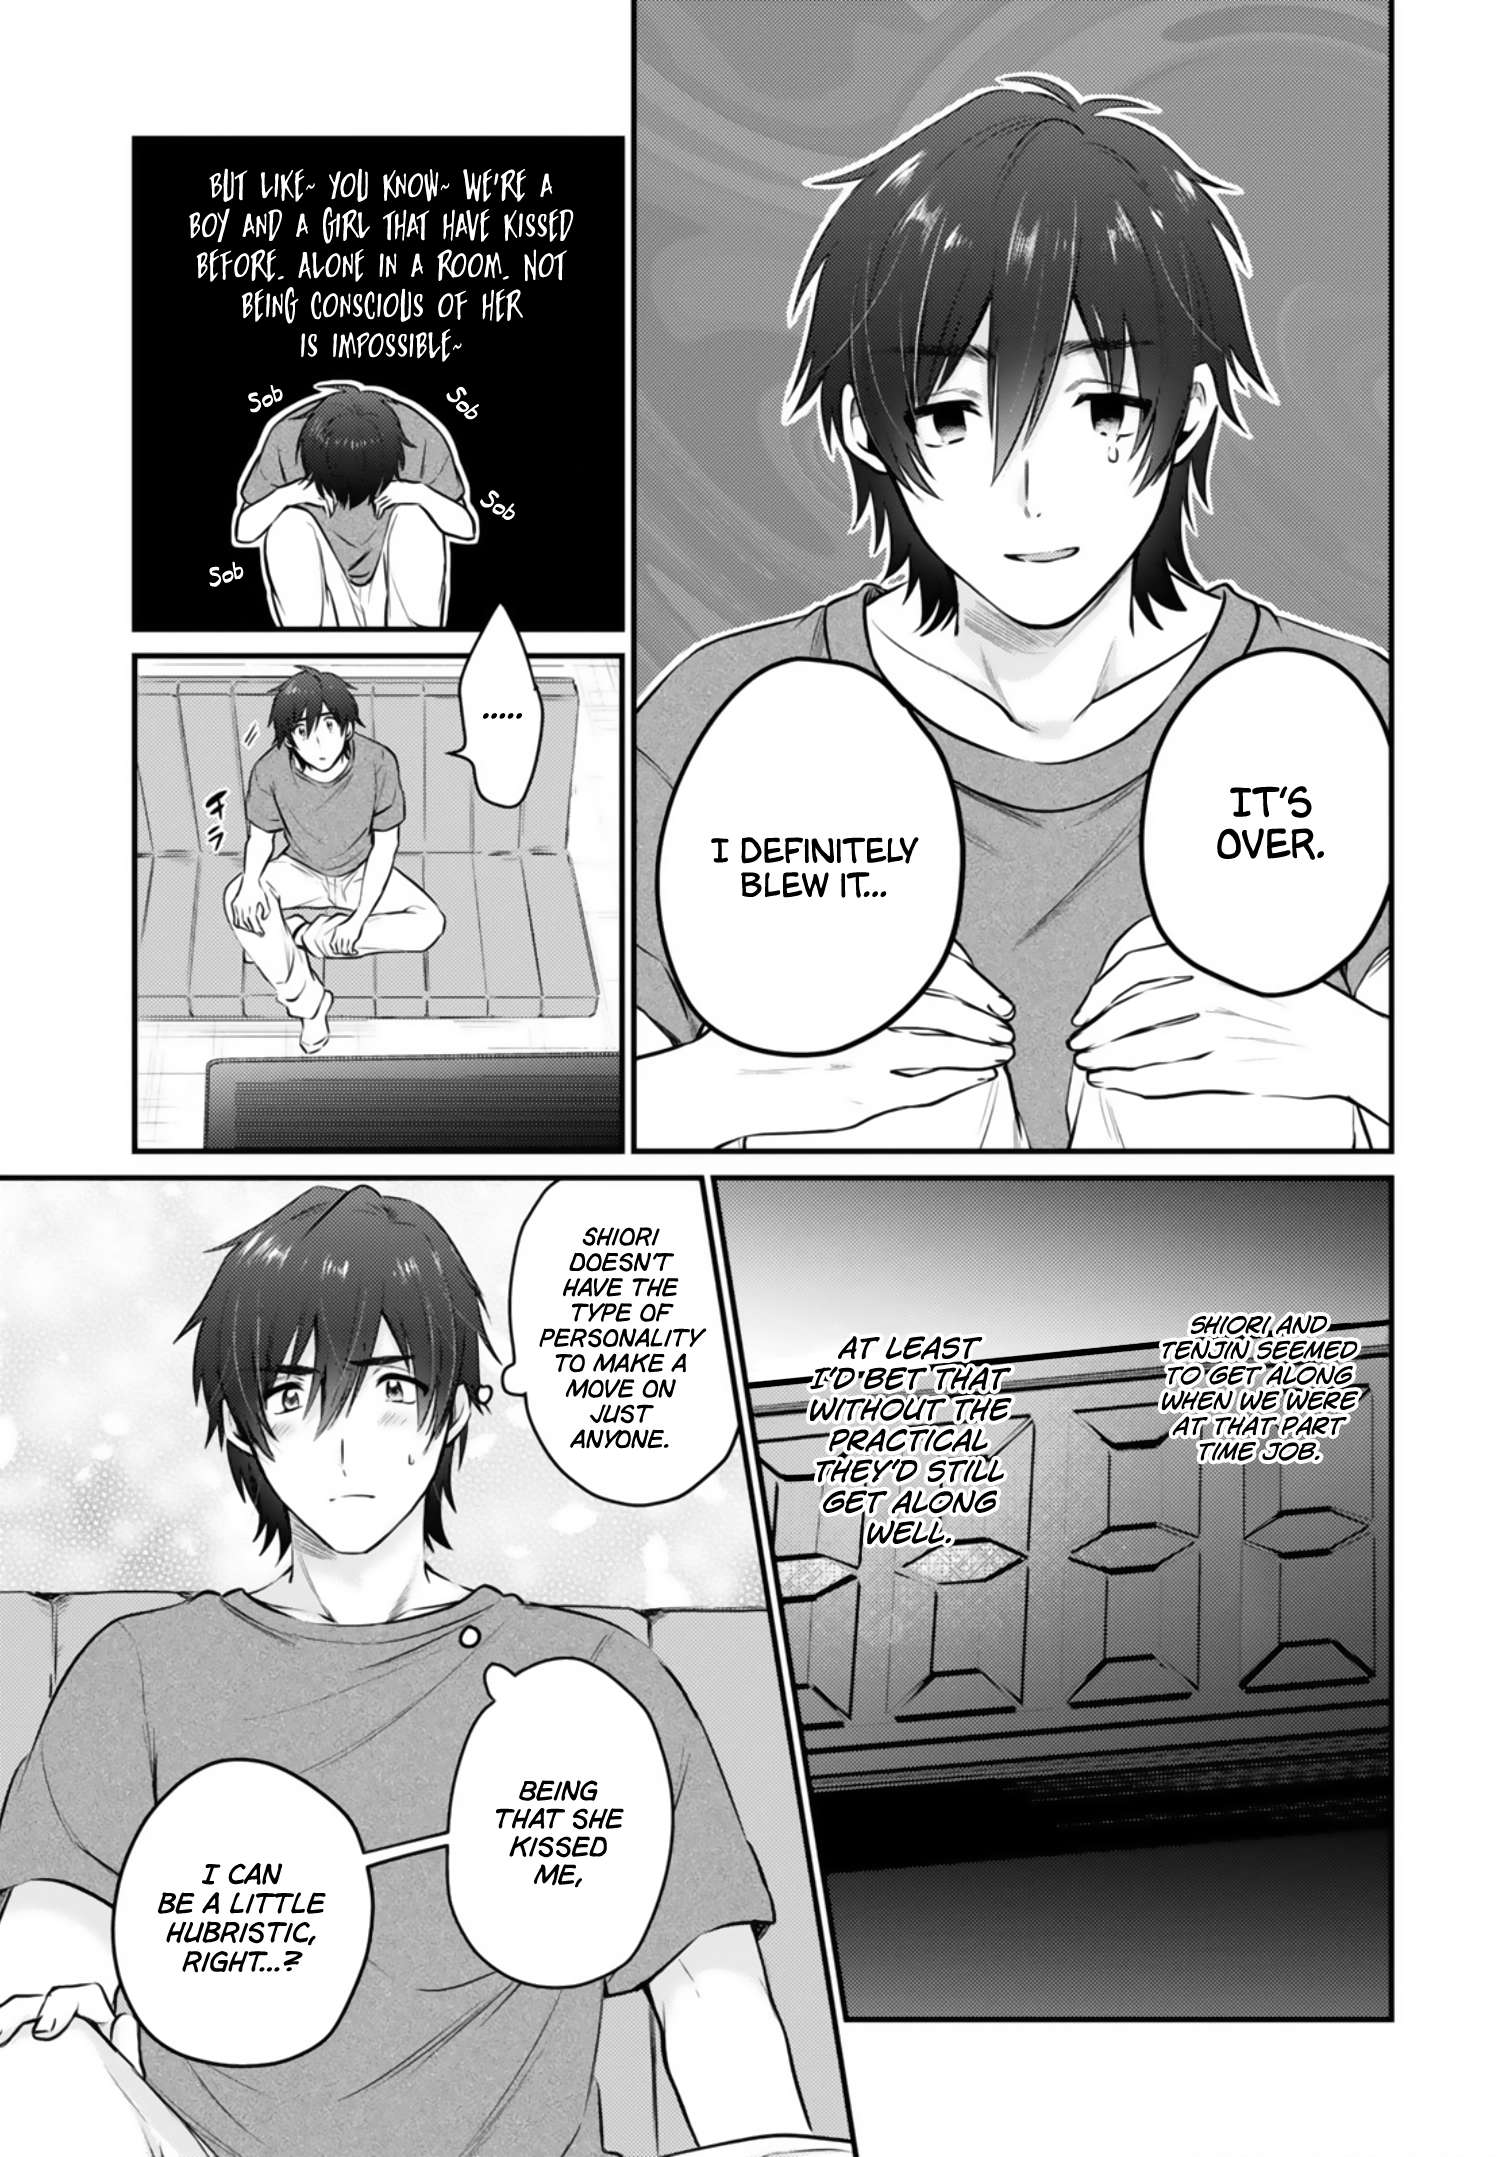 IT'S
OVER.
I DEFINITELY
BLEW IT...
BUT LIKE~ YOU KNOW~ WE'RE A
BOY AND A GIRL THAT HAVE KISSED
BEFORE. ALONE IN A ROOM. NOT
BEING CONSCIOUS OF HER
IS IMPOSSIBLE~
Sob
Sob
Sob
Sob
.....
チラ
SHIORI AND
TENJIN SEEMED
TO GET ALONG
WHEN WE WERE
AT THAT PART
TIME JOB.
AT LEAST
I'D BET THAT
WITHOUT THE
PRACTICAL
THEY'D STILL
GET ALONG
WELL.
SHIORI
DOESN'T
HAVE THE
TYPE OF
PERSONALITY
TO MAKE A
MOVE ON
JUST
ANYONE.
BEING
THAT SHE
KISSED
ME,
I CAN
BE A LITTLE
HUBRISTIC,
RIGHT...?